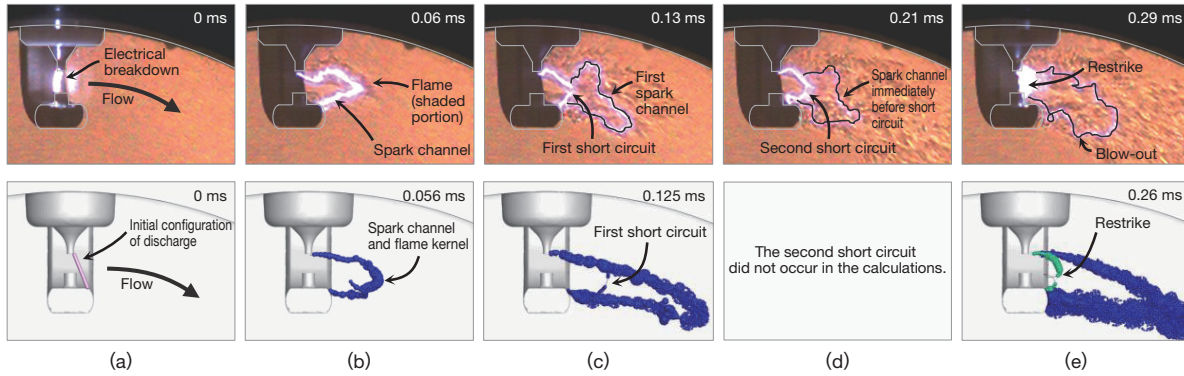 0 ms
Electrical
breakdown
Flow
0.06 ms
Flame
(shaded
portion)
Spark channel
0.13 ms
First
spark
channel
First short circuit
0.21 ms
Spark channel
immediately
before short
circuit
Second short circuit
0.29 ms
Restrike
Blow-out
0 ms
Initial configuration
of discharge
Flow
0.056 ms
Spark channel
and flame kernel
0.125 ms
First short circuit
The second short circuit
did not occur in the calculations.
0.26 ms
Restrike
(a)
(b)
(c)
(d)
(e)